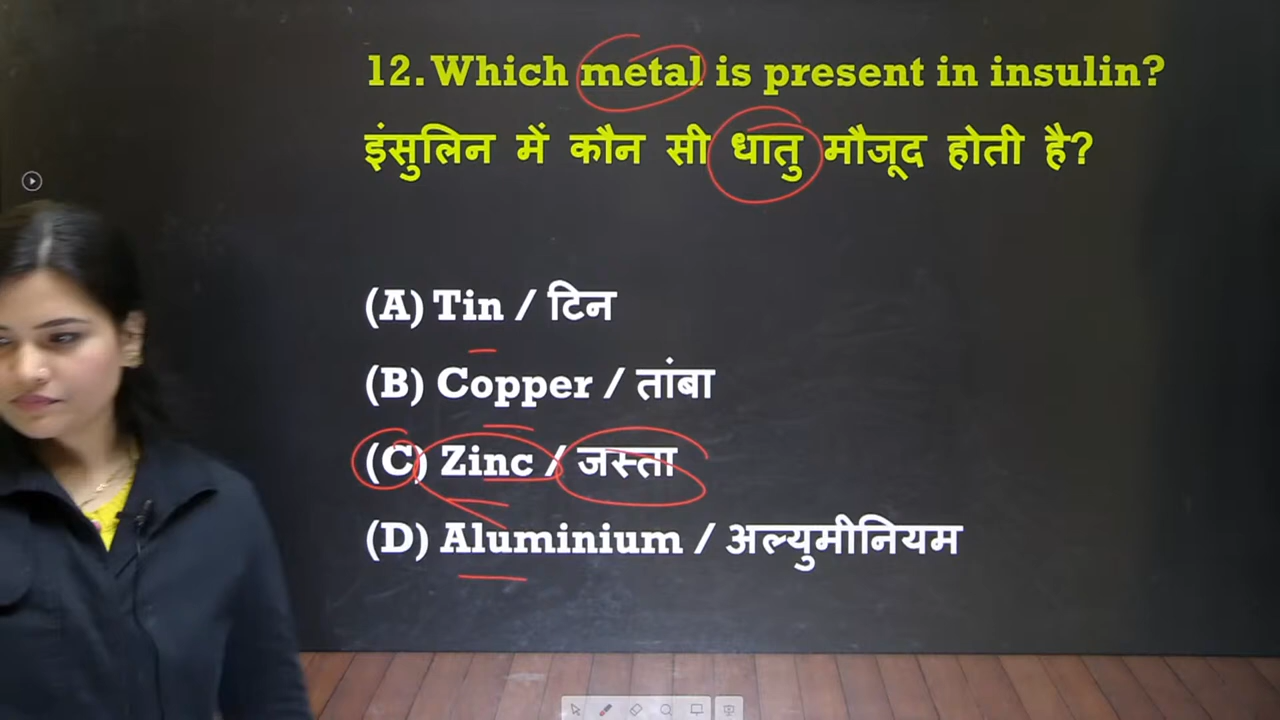 12. Which metal is present in insulin?
इंसुलिन में कौन सी धातु मौजूद होती है?
(A) Tin / टिन
(B) Copper / तांबा
(C) Zinc / जस्ता
(D) Aluminium / अल्युमीनियम